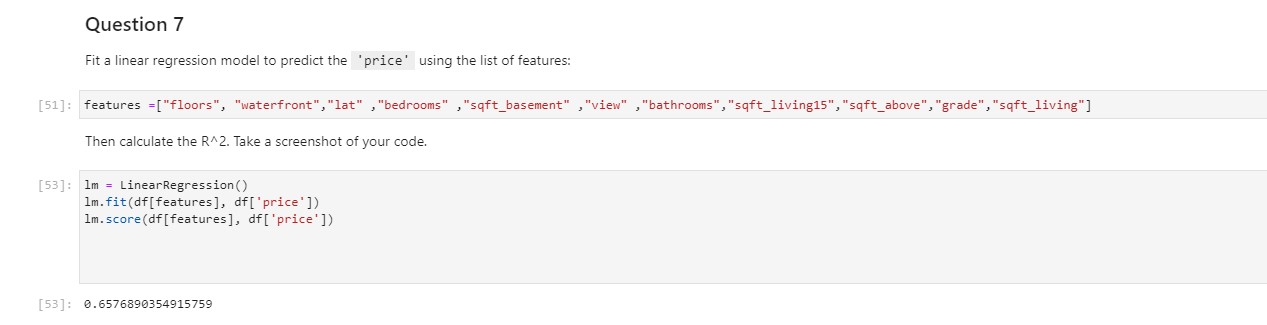 Question 7
Fit a linear regression model to predict the 'price' using the list of features:
[51]: features =["floors", "waterfront","lat" ,"bedrooms" ,"sqft_basement" ,"view" ,"bathrooms","sqft_living15","sqft_above","grade","sqft_living"]
Then calculate the R^2. Take a screenshot of your code.
[53]: lm = LinearRegression()
lm.fit(df[features], df['price'])
lm.score(df[features], df['price'])
[53]: 0.6576890354915759